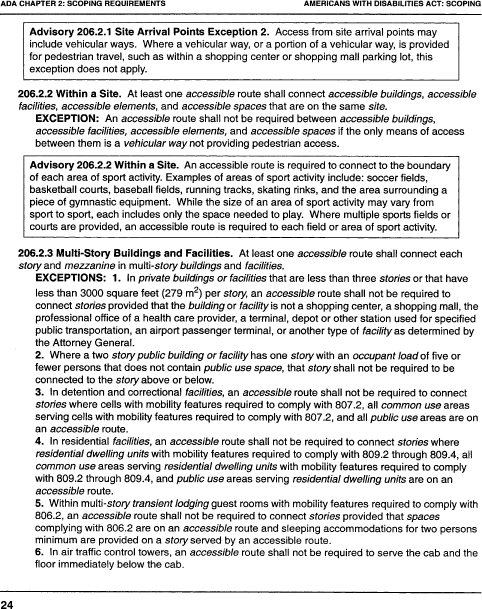 ADA CHAPTER 2: SCOPING REQUIREMENTS AMERICANS WITH DISABILITIES ACT: SCOPING
Advisory 206.2.1 Site Arrival Points Exception 2. Access from site arrival points may
include vehicular ways. Where a vehicular way, or a portion of a vehicular way, is provided
for pedestrian travel, such as within a shopping center or shopping mall parking lot, this
exception does not apply.
206.2.2 Within a Site. At least one accessible route shall connect accessible buildings, accessible
facilities, accessible elements, and accessible spaces that are on the same site.
EXCEPTION: An accessible route shall not be required between accessible buildings,
accessible facilities, accessible elements, and accessible spaces if the only means of access
between them is a vehicular way not providing pedestrian access.
Advisory 206.2.2 Within a Site. An accessible route is required to connect to the boundary
of each area of sport activity. Examples of areas of sport activity include: soccer fields,
basketball courts, baseball fields, running tracks, skating rinks, and the area surrounding a
piece of gymnastic equipment. While the size of an area of sport activity may vary from
sport to sport, each includes only the space needed to play. Where multiple sports fields or
courts are provided, an accessible route is required to each field or area of sport activity.
206.2.3 Multi-Story Buildings and Facilities. At least one accessible route shall connect each
story and mezzanine in multi-story buildings and facilities.
EXCEPTIONS: 1. In private buildings or facilities that are less than three stories or that have
less than 3000 square feet (279 m2) per story, an accessible route shall not be required to
connect stories provided that the building or facility is not a shopping center, a shopping mall, the
professional office of a health care provider, a terminal, depot or other station used for specified
public transportation, an airport passenger terminal, or another type of facility as determined by
the Attorney General.
2. Where a two story public building or facility has one story with an occupant load of five or
fewer persons that does not contain public use space, that story shall not be required to be
connected to the story above or below.
3. In detention and correctional facilities, an accessible route shall not be required to connect
stories where cells with mobility features required to comply with 807.2, all common use areas
serving cells with mobility features required to comply with 807.2, and all public use areas are on
an accessible route.
4. In residential facilities, an accessible route shall not be required to connect stories where
residential dwelling units with mobility features required to comply with 809.2 through 809.4, all
common use areas serving residential dwelling units with mobility features required to comply
with 809.2 through 809.4, and public use areas serving residential dwelling units are on an
accessible route.
5. Within multi-story transient lodging guest rooms with mobility features required to comply with
806.2, an accessible route shall not be required to connect stories provided that spaces
complying with 806.2 are on an accessible route and sleeping accommodations for two persons
minimum are provided on a story served by an accessible route.
6. In air traffic control towers, an accessible route shall not be required to serve the cab and the
floor immediately below the cab.
24